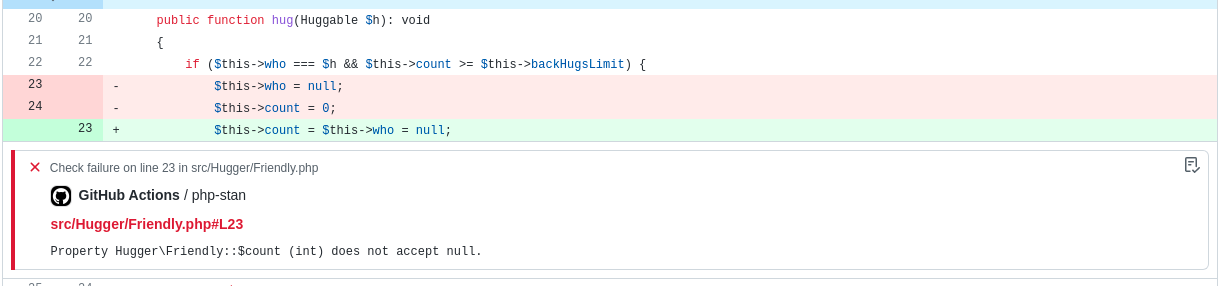 20 20 public function hug(Huggable $h): void
21 21 {
22 22 if ($this->who === $h && $this->count >= $this->backHugsLimit) {
23 - $this->who = null;
24 - $this->count = 0;
23 + $this->count = $this->who = null;
Check failure on line 23 in src/Hugger/Friendly.php
GitHub Actions / php-stan
src/Hugger/Friendly.php#L23
Property Hugger\Friendly::$count (int) does not accept null.